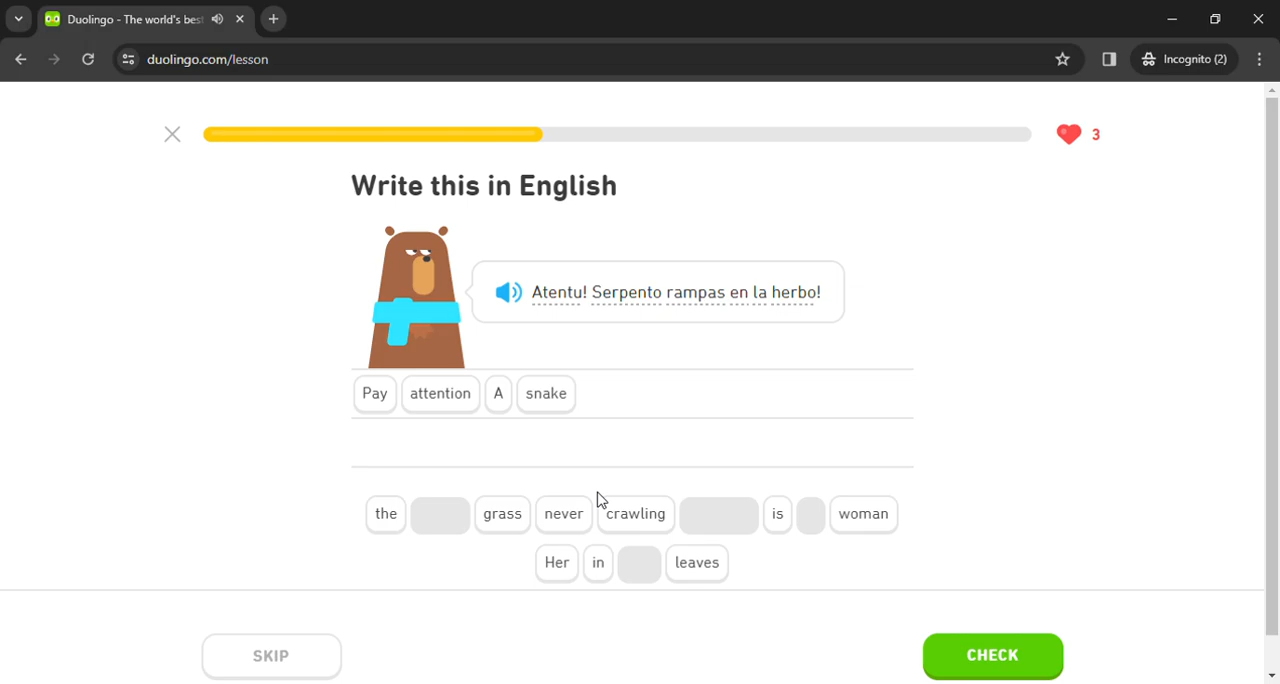 Duolingo - The world's bes
duolingo.com/lesson
Incognito (2)
3
Write this in English
Atentu! Serpento rampas en la herbo!
Pay attention A snake
the grass never crawling is woman
Her in leaves
SKIP
CHECK